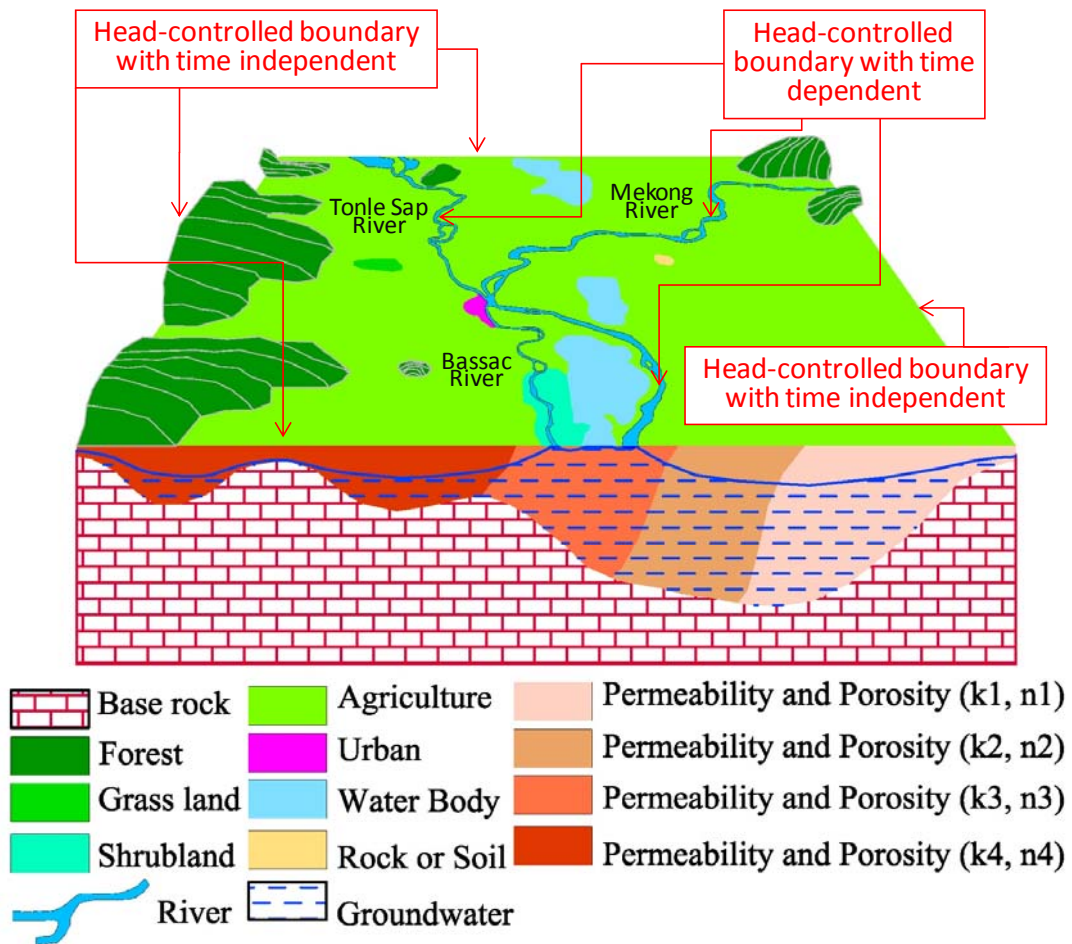 Head-controlled boundary
with time independent
Head-controlled
boundary with time
dependent
Tonle Sap
River
Mekong
River
Bassac
River
Head-controlled boundary
with time independent
Base rock
Forest
Grass land
Shrubland
River
Agriculture
Urban
Water Body
Rock or Soil
Groundwater
Permeability and Porosity (k1, n1)
Permeability and Porosity (k2, n2)
Permeability and Porosity (k3, n3)
Permeability and Porosity (k4, n4)